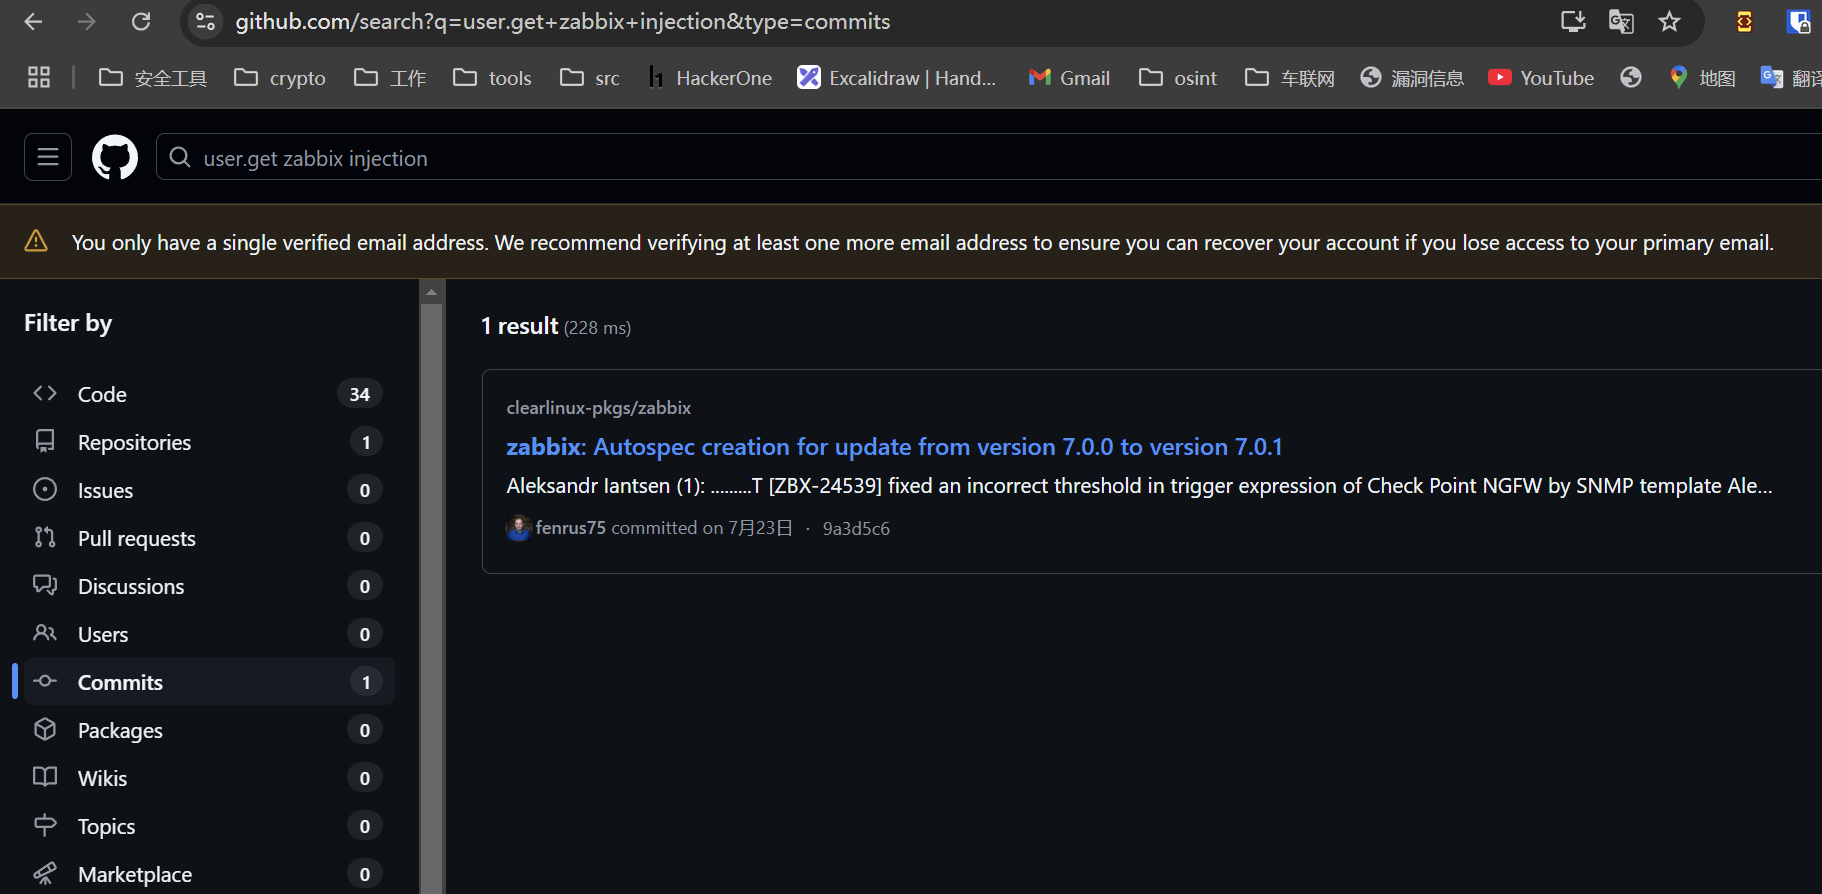 github.com/search?q=user.get+zabbix+injection&type=commits
安全工具 crypto 工作 tools src HackerOne Excalidraw | Hand... Gmail osint 车联网 漏洞信息 YouTube 地图
user.get zabbix injection
You only have a single verified email address. We recommend verifying at least one more email address to ensure you can recover your account if you lose access to your primary email.
Filter by
Code 34
Repositories 1
Issues 0
Pull requests 0
Discussions 0
Users 0
Commits 1
Packages 0
Wikis 0
Topics 0
Marketplace 0
1 result (228 ms)
clearlinux-pkgs/zabbix
zabbix: Autospec creation for update from version 7.0.0 to version 7.0.1
Aleksandr Iantsen (1): .........T [ZBX-24539] fixed an incorrect threshold in trigger expression of Check Point NGFW by SNMP template Ale...
fenrus75 committed on 7月23日 · 9a3d5c6